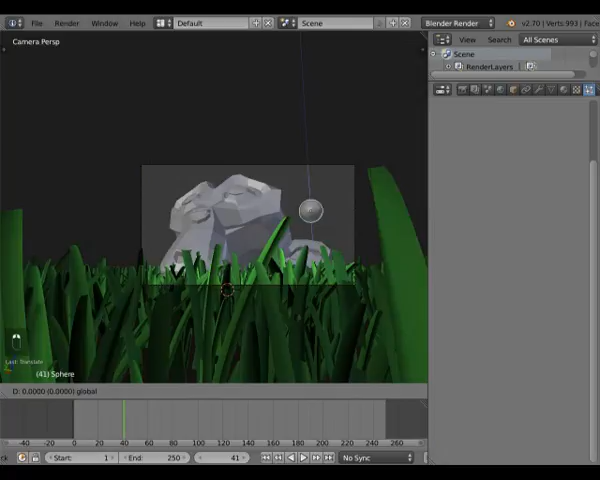 File Render Window Help Default Scene Blender Render v2.70 | Verts:993 | Face
Camera Persp
View Search All Scenes
Scene
RenderLayers
Last: Translate
(41) Sphere
D: 0.0000 (0.0000) global
-40 -20 0 20 40 60 80 100 120 140 160 180 200 220 240 260
ck Start: 1 End: 250 41 No Sync